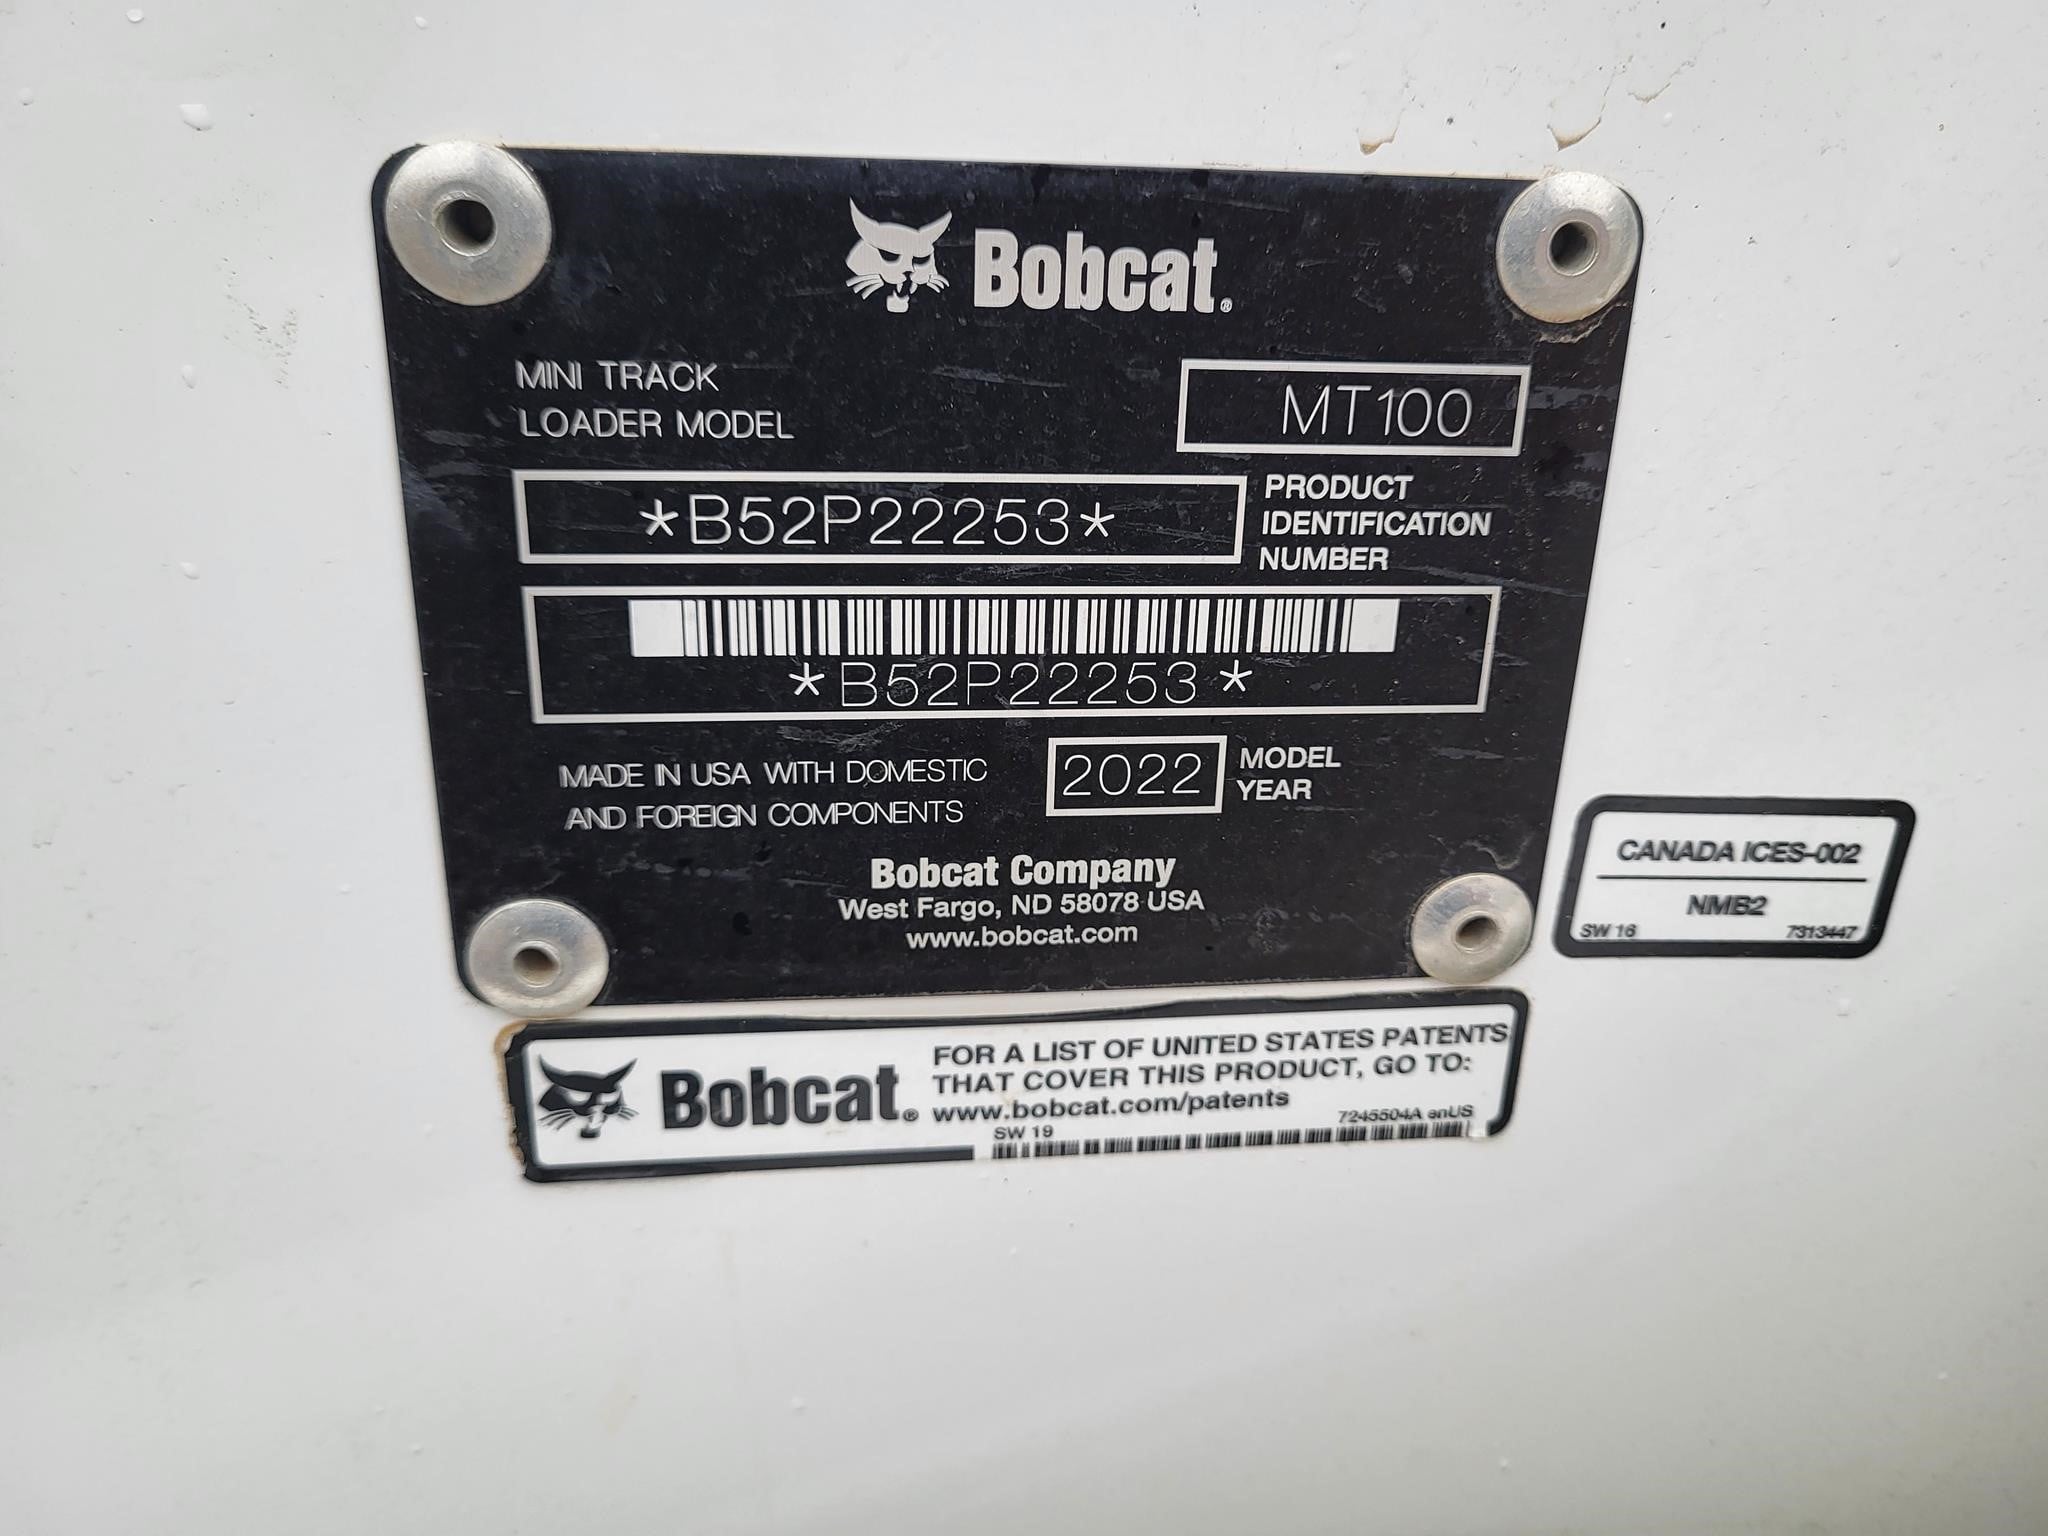 Bobcat®
MINI TRACK
LOADER MODEL
MT100
*B52P22253*
PRODUCT
IDENTIFICATION
NUMBER
*B52P22253*
MADE IN USA WITH DOMESTIC
AND FOREIGN COMPONENTS
2022
MODEL
YEAR
Bobcat Company
West Fargo, ND 58078 USA
www.bobcat.com
CANADA ICES-002
NMB2
SW 16 7313447
Bobcat®
FOR A LIST OF UNITED STATES PATENTS
THAT COVER THIS PRODUCT, GO TO:
www.bobcat.com/patents
SW 19 7245504A enUS